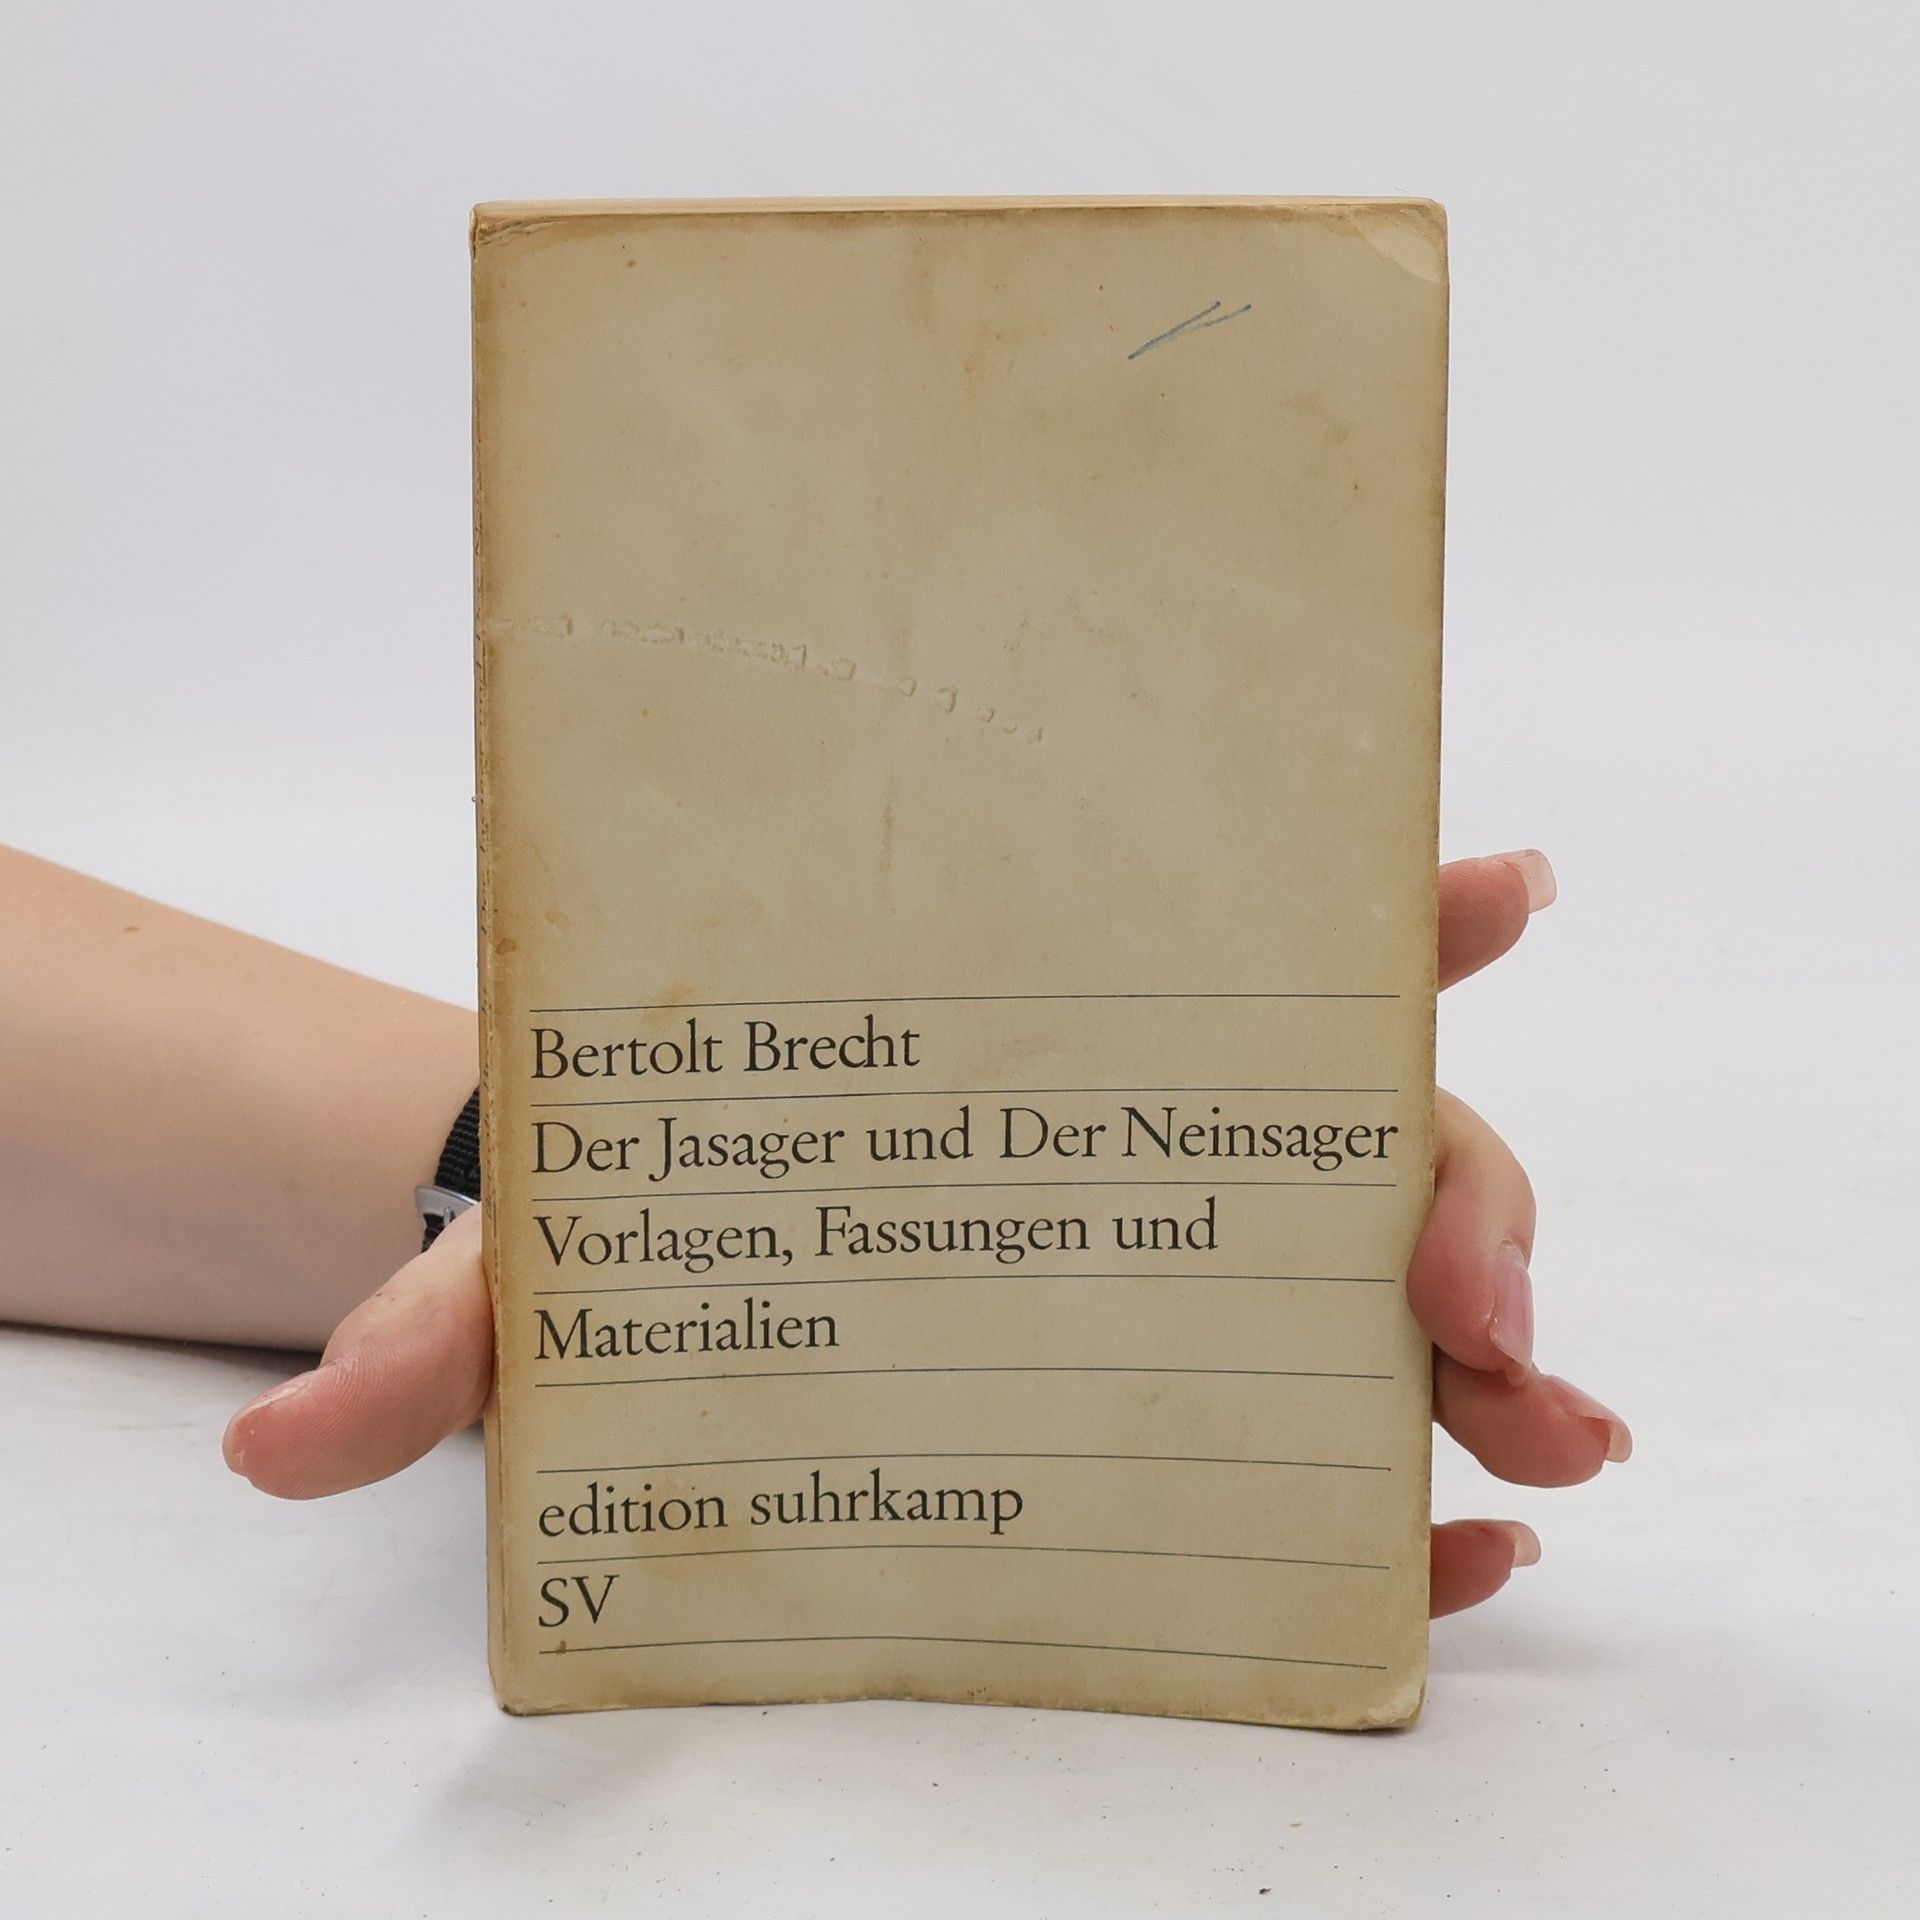 Bertolt Brecht
Der Jasager und Der Neinsager
Vorlagen, Fassungen und
Materialien
edition suhrkamp
SV